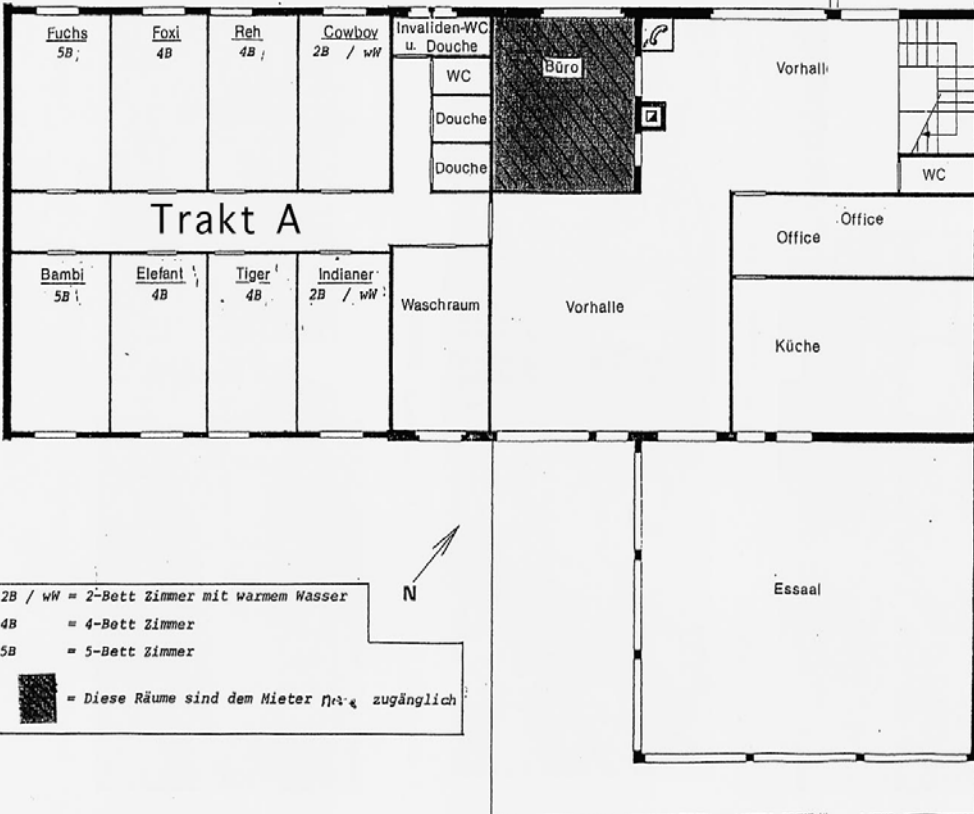 Fuchs
5B
Foxi
4B
Reh
4B
Cowboy
2B / wW
Invaliden-WC
u. Douche
WC
Douche
Douche
Büro
Vorhalle
WC
Trakt A
Office
Office
Bambi
5B
Elefant
4B
Tiger
4B
Indianer
2B / wW
Waschraum
Vorhalle
Küche
N
Essaal
2B / wW = 2-Bett Zimmer mit warmem Wasser
4B = 4-Bett Zimmer
5B = 5-Bett Zimmer
= Diese Räume sind dem Mieter zugänglich